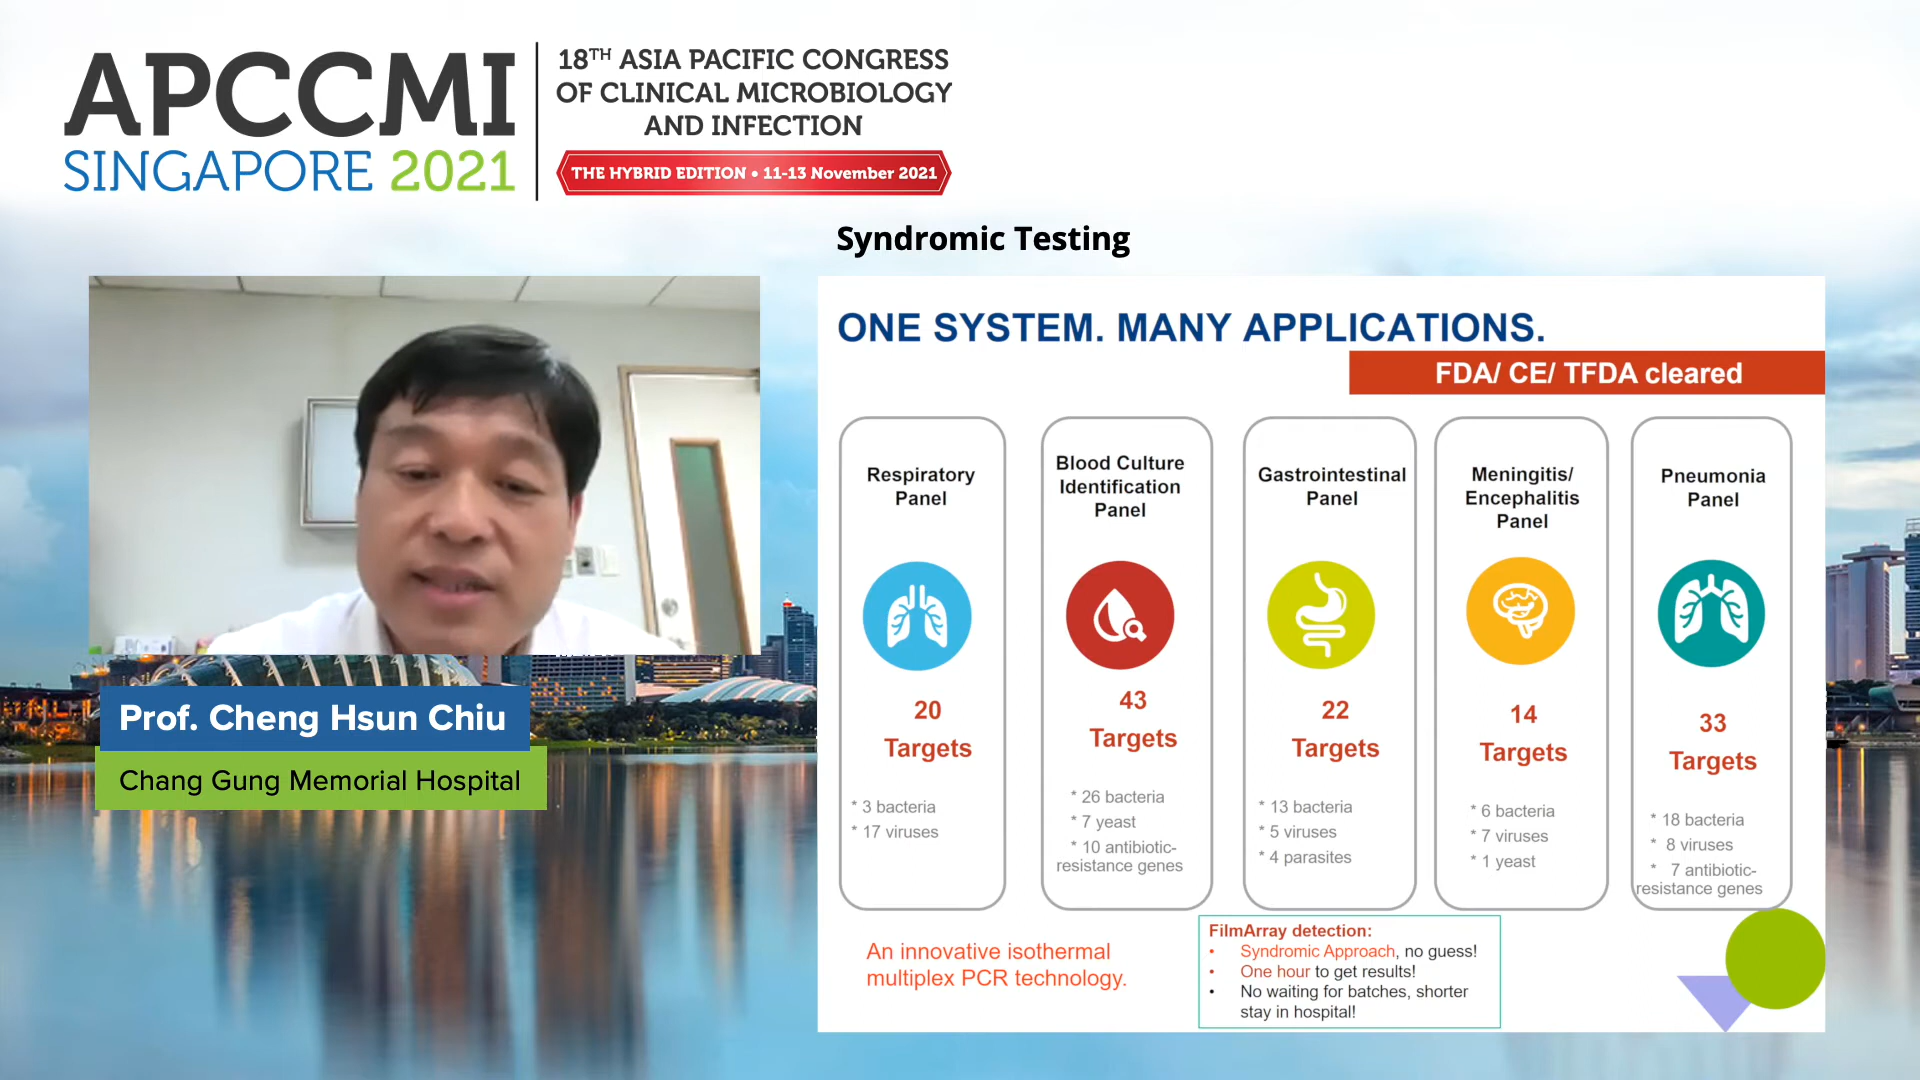 APCCMI
SINGAPORE 2021
18TH ASIA PACIFIC CONGRESS
OF CLINICAL MICROBIOLOGY
AND INFECTION
THE HYBRID EDITION • 11-13 November 2021
Syndromic Testing
Prof. Cheng Hsun Chiu
Chang Gung Memorial Hospital
ONE SYSTEM. MANY APPLICATIONS.
FDA/ CE/ TFDA cleared
Respiratory
Panel
20
Targets
* 3 bacteria
* 17 viruses
Blood Culture
Identification
Panel
43
Targets
* 26 bacteria
* 7 yeast
* 10 antibiotic-
resistance genes
Gastrointestinal
Panel
22
Targets
* 13 bacteria
* 5 viruses
* 4 parasites
Meningitis/
Encephalitis
Panel
14
Targets
* 6 bacteria
* 7 viruses
* 1 yeast
Pneumonia
Panel
33
Targets
* 18 bacteria
* 8 viruses
* 7 antibiotic-
resistance genes
An innovative isothermal
multiplex PCR technology.
FilmArray detection:
• Syndromic Approach, no guess!
• One hour to get results!
• No waiting for batches, shorter
stay in hospital!